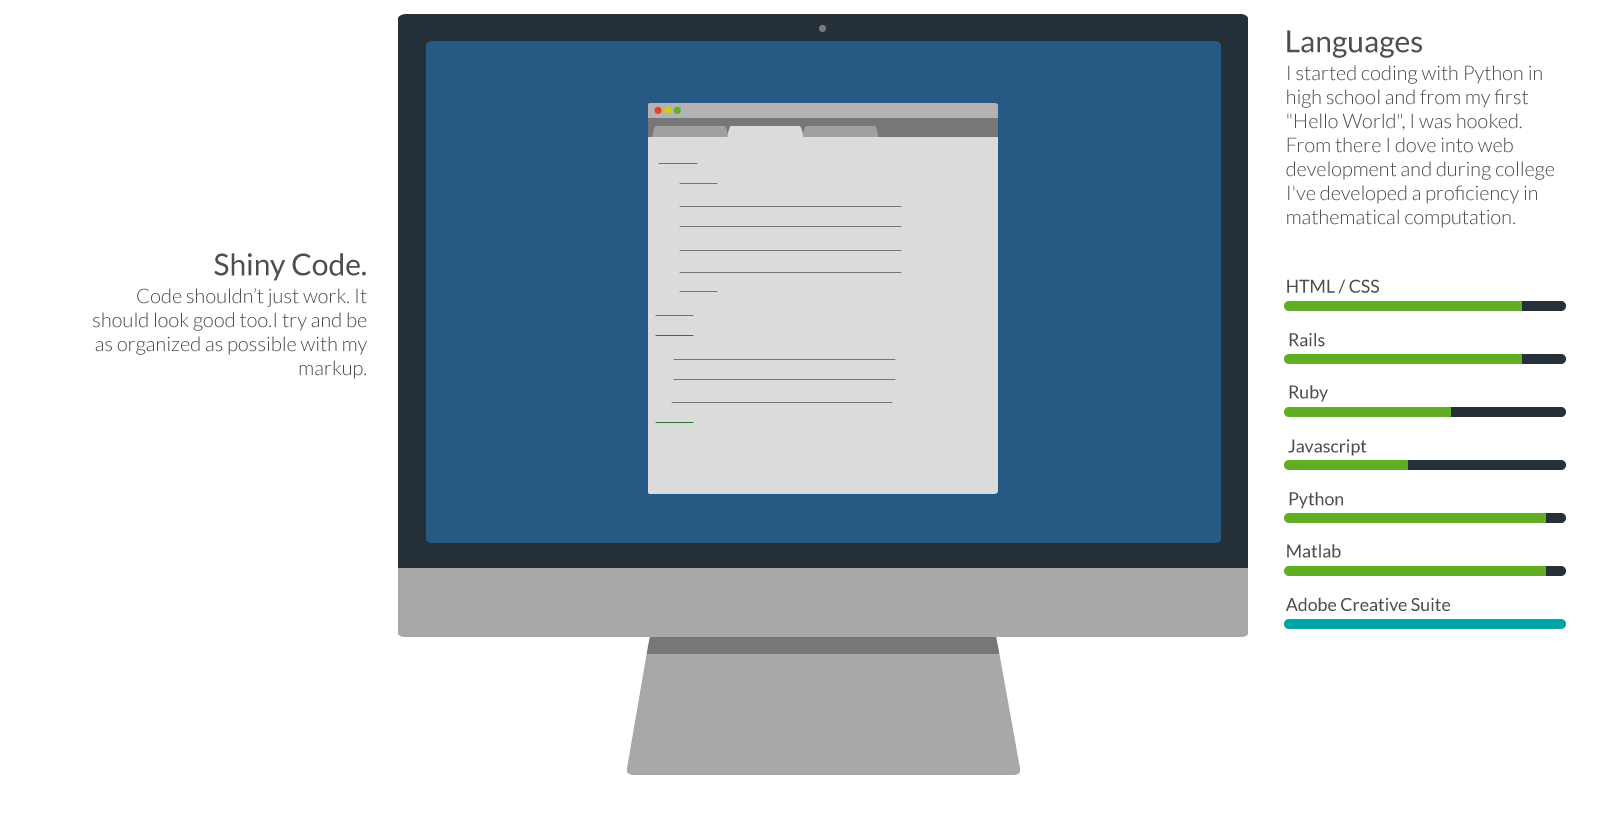 Shiny Code.
Code shouldn't just work. It
should look good too.I try and be
as organized as possible with my
markup.
Languages
I started coding with Python in
high school and from my first
"Hello World", I was hooked.
From there I dove into web
development and during college
I've developed a proficiency in
mathematical computation.
HTML / CSS
Rails
Ruby
Javascript
Python
Matlab
Adobe Creative Suite